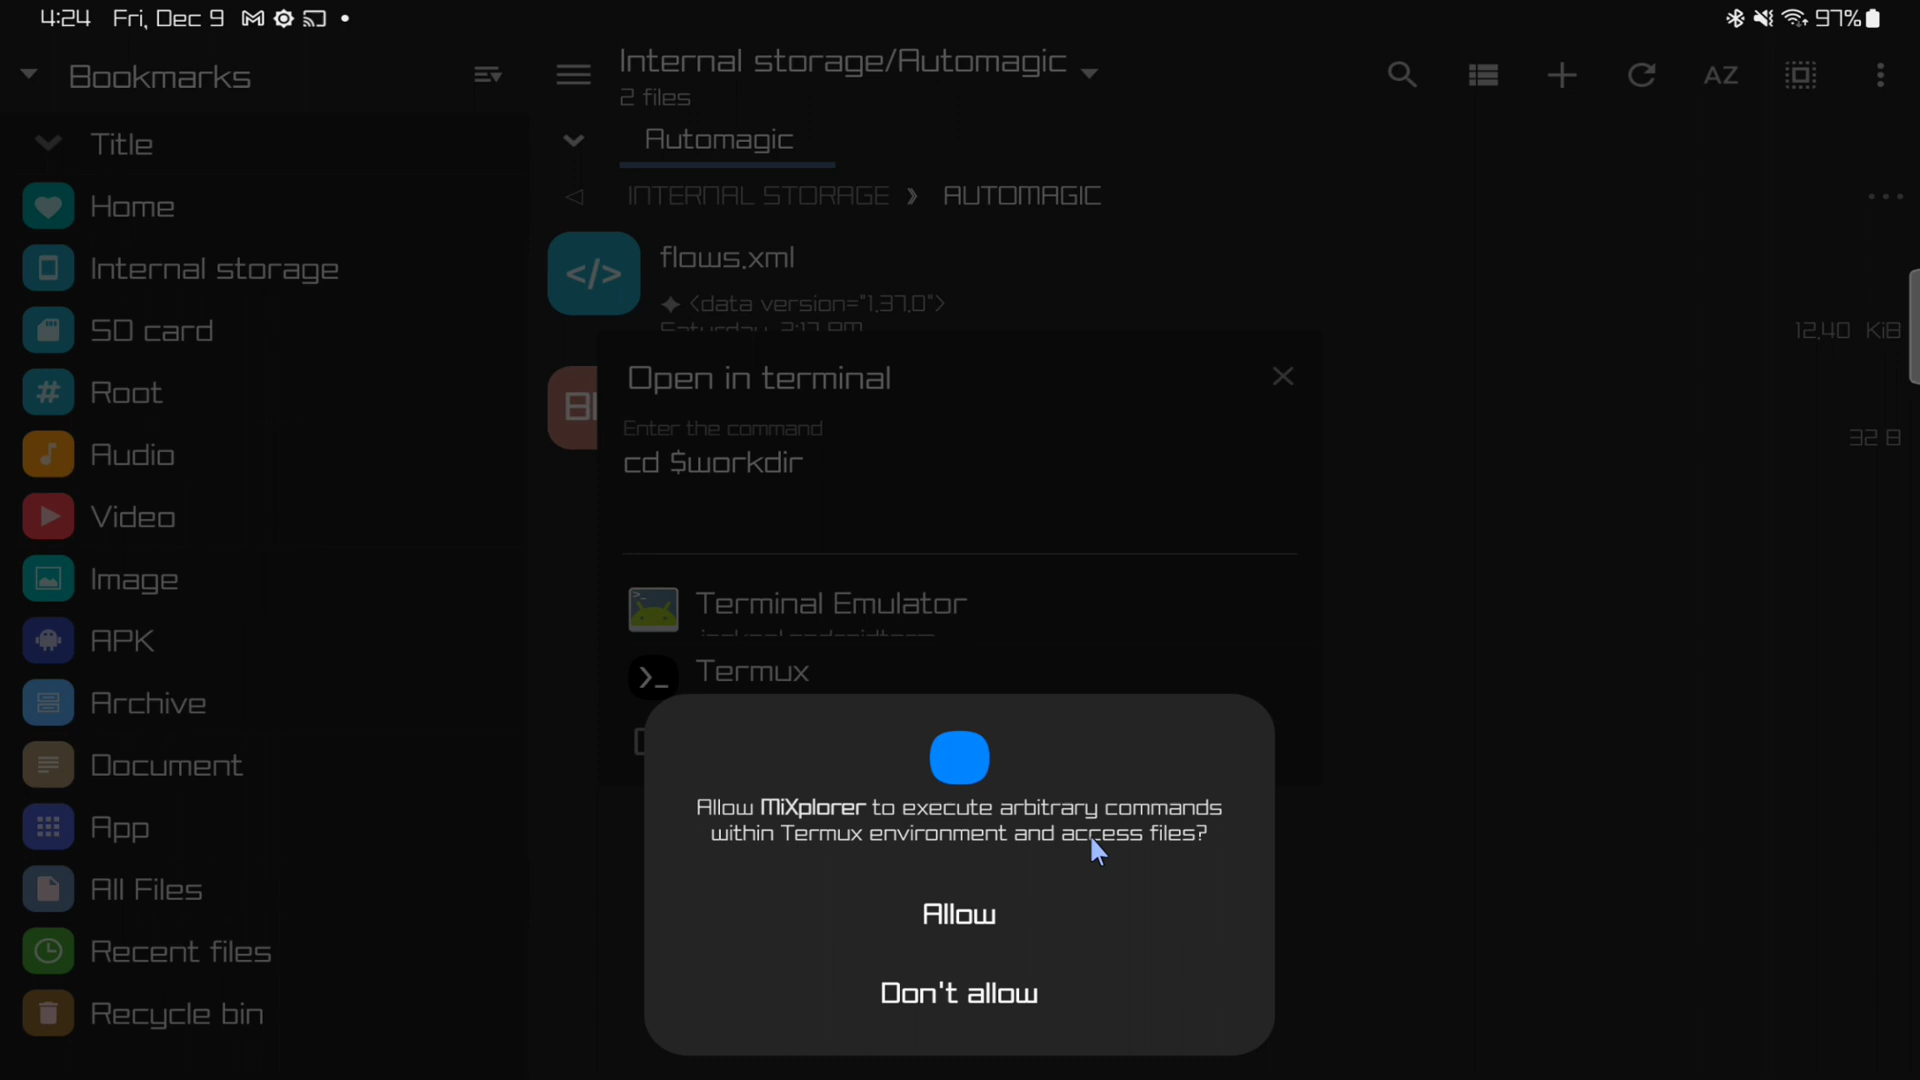 4:24 Fri, Dec 9
97%
Bookmarks
Internal storage/Automagic
2 files
AZ
Title
Automagic
INTERNAL STORAGE › AUTOMAGIC
Home
Internal storage
SD card
Root
Audio
Video
Image
APK
Archive
Document
App
All Files
Recent files
Recycle bin
</> flows.xml
<data version="1.37.0">
12.40 KiB
32 B
Open in terminal
Enter the command
cd $workdir
Terminal Emulator
>_ Termux
Allow MiXplorer to execute arbitrary commands
within Termux environment and access files?
Allow
Don't allow